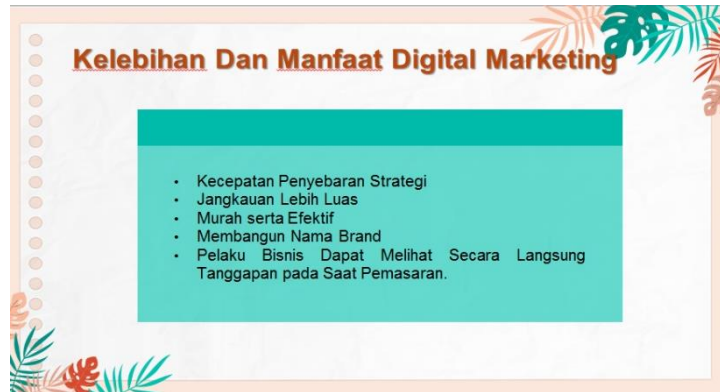 Kelebihan Dan Manfaat Digital Marketing
• Kecepatan Penyebaran Strategi
• Jangkauan Lebih Luas
• Murah serta Efektif
• Membangun Nama Brand
• Pelaku Bisnis Dapat Melihat Secara Langsung
Tanggapan pada Saat Pemasaran.